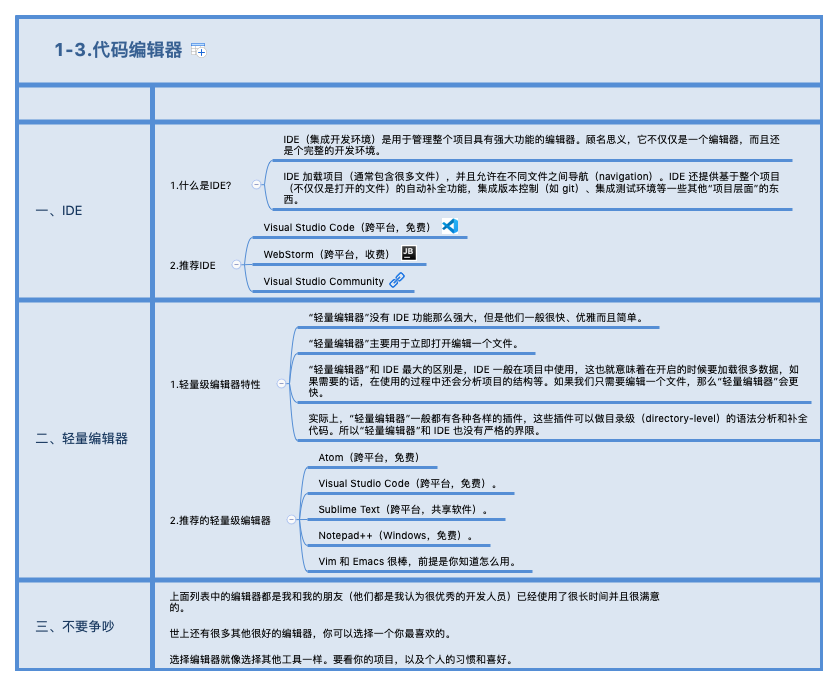 1-3.代码编辑器
一、IDE
1.什么是IDE?
IDE（集成开发环境）是用于管理整个项目具有强大功能的编辑器。顾名思义，它不仅仅是一个编辑器，而且还
是个完整的开发环境。
IDE 加载项目（通常包含很多文件），并且允许在不同文件之间导航（navigation）。IDE 还提供基于整个项目
（不仅仅是打开的文件）的自动补全功能，集成版本控制（如 git）、集成测试环境等一些其他“项目层面”的东
西。
2.推荐IDE
Visual Studio Code（跨平台，免费）
WebStorm（跨平台，收费）
JB
Visual Studio Community
二、轻量编辑器
1.轻量级编辑器特性
“轻量编辑器”没有 IDE 功能那么强大，但是他们一般很快、优雅而且简单。
“轻量编辑器”主要用于立即打开编辑一个文件。
“轻量编辑器”和 IDE 最大的区别是，IDE 一般在项目中使用，这也就意味着在开启的时候要加载很多数据，如
果需要的话，在使用的过程中还会分析项目的结构等。如果我们只需要编辑一个文件，那么“轻量编辑器”会更
快。
实际上，“轻量编辑器”一般都有各种各样的插件，这些插件可以做目录级（directory-level）的语法分析和补全
代码。所以“轻量编辑器”和 IDE 也没有严格的界限。
2.推荐的轻量级编辑器
Atom（跨平台，免费）
Visual Studio Code（跨平台，免费）。
Sublime Text（跨平台，共享软件）。
Notepad++（Windows，免费）。
Vim 和 Emacs 很棒，前提是你知道怎么用。
三、不要争吵
上面列表中的编辑器都是我和我的朋友（他们都是我认为很优秀的开发人员）已经使用了很长时间并且很满意
的。
世上还有很多其他很好的编辑器，你可以选择一个你最喜欢的。
选择编辑器就像选择其他工具一样。要看你的项目，以及个人的习惯和喜好。